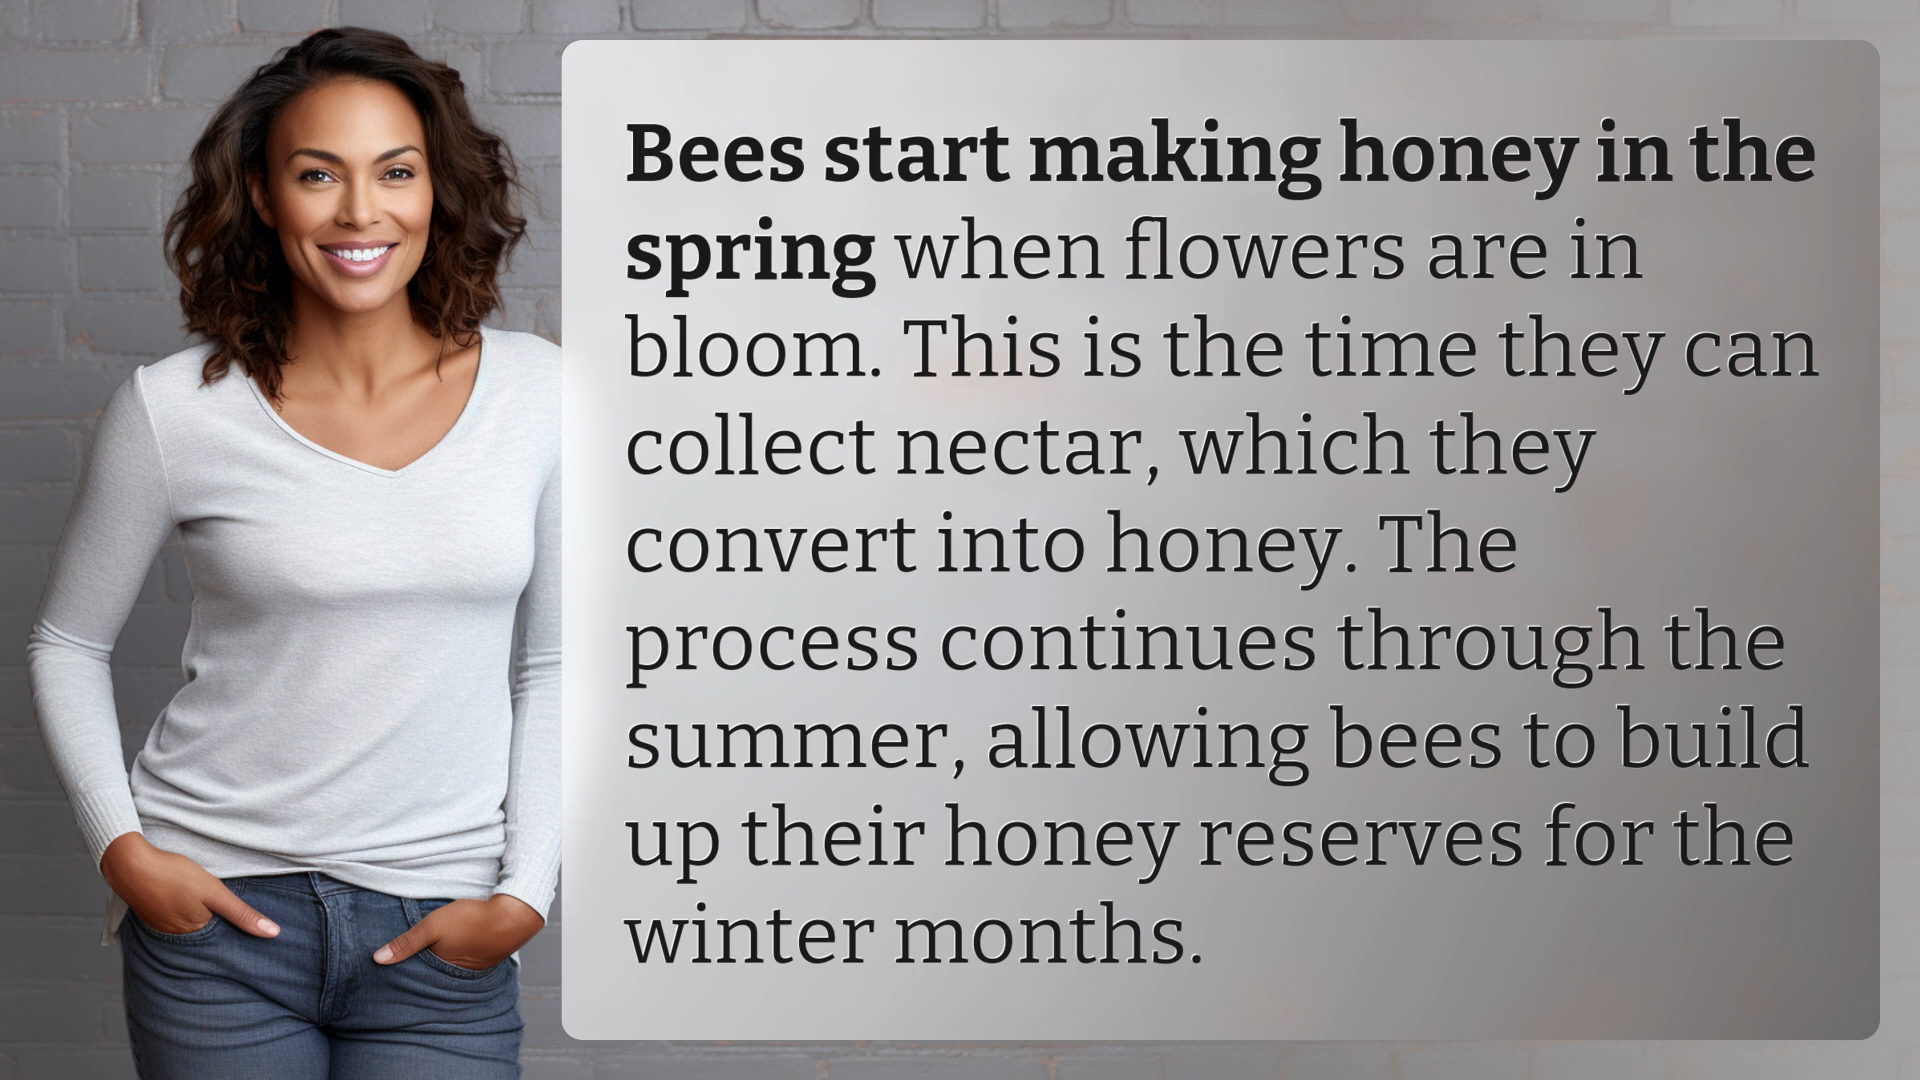 Bees start making honey in the
spring when flowers are in
bloom. This is the time they can
collect nectar, which they
convert into honey. The
process continues through the
summer, allowing bees to build
up their honey reserves for the
winter months.